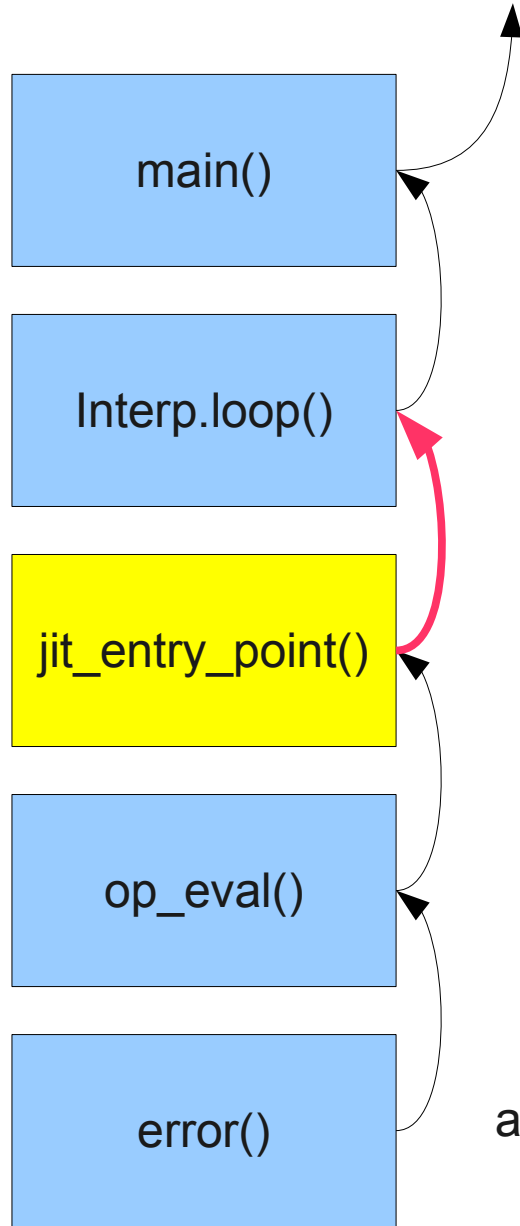 main()
Interp.loop()
jit_entry_point()
op_eval()
error()
a